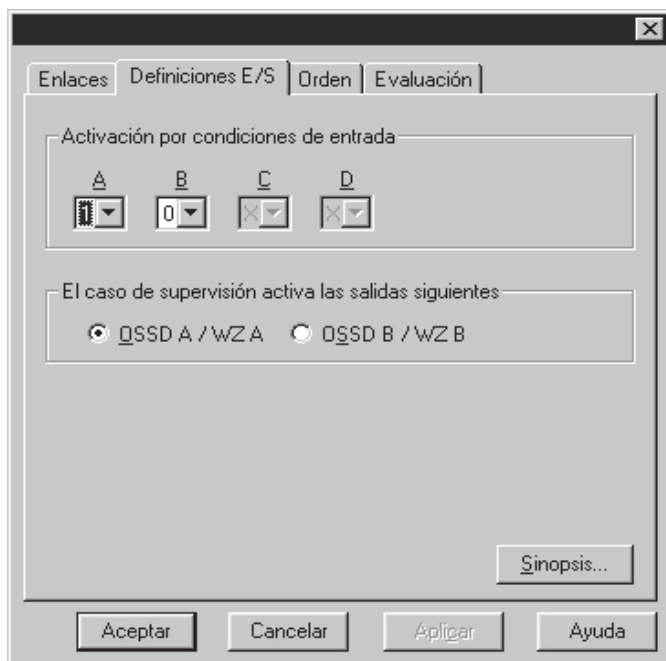 Enlaces Definiciones E/S Orden Evaluación
Activación por condiciones de entrada
A B C D
1 0 X X
El caso de supervisión activa las salidas siguientes
OSSD A / WZ A OSSD B / WZ B
Sinopsis...
Aceptar Cancelar Aplicar Ayuda